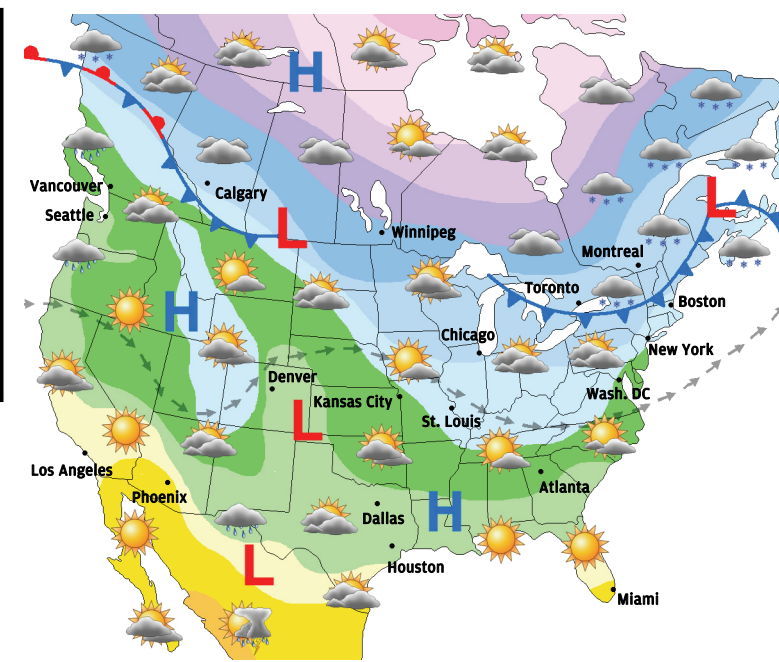 H
Vancouver
Calgary
L
Seattle
L
Winnipeg
Montreal
Toronto
Boston
H
Chicago
New York
Denver
Wash. DC
Kansas City
L
St. Louis
Los Angeles
Phoenix
Atlanta
H
Dallas
L
Houston
Miami